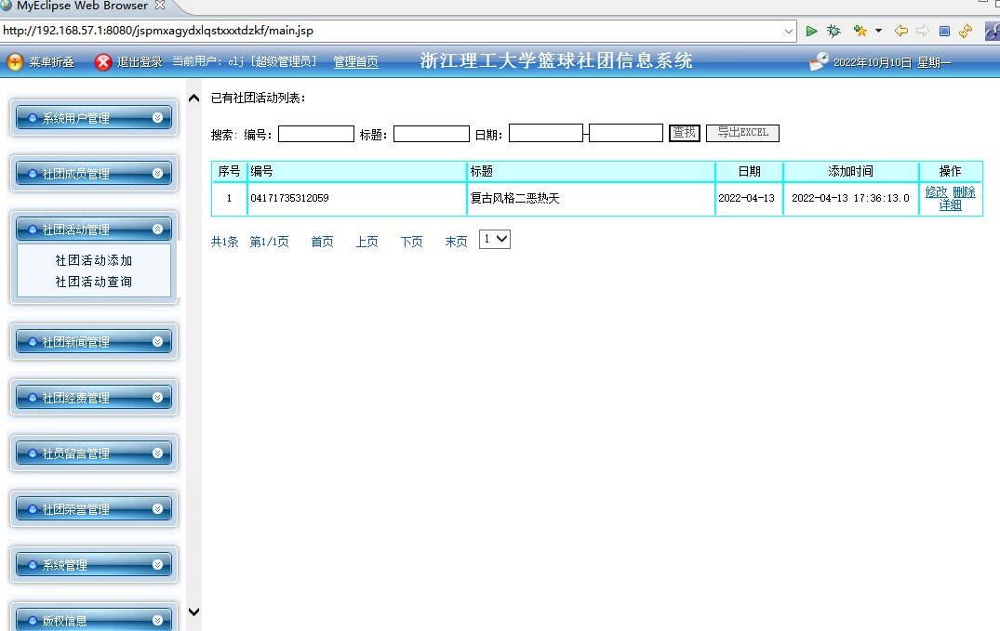 MyEclipse Web Browser
http://192.168.57.1:8080/jspmxagydxlqstxxxtdzkf/main.jsp
菜单折叠 退出登录 当前用户：clj [超级管理员] 管理首页 浙江理工大学篮球社团信息系统 2022年10月10日 星期一
系统用户管理
社团成员管理
社团活动管理
社团活动添加
社团活动查询
社团新闻管理
社团经费管理
社员留言管理
社团荣誉管理
系统管理
版权信息
已有社团活动列表：
搜索: 编号： 标题： 日期： - 查找 导出EXCEL
序号 编号 标题 日期 添加时间 操作
1 04171735312059 复古风格二恶热天 2022-04-13 2022-04-13 17:36:13.0 修改 删除
详细
共1条 第1/1页 首页 上页 下页 末页 1